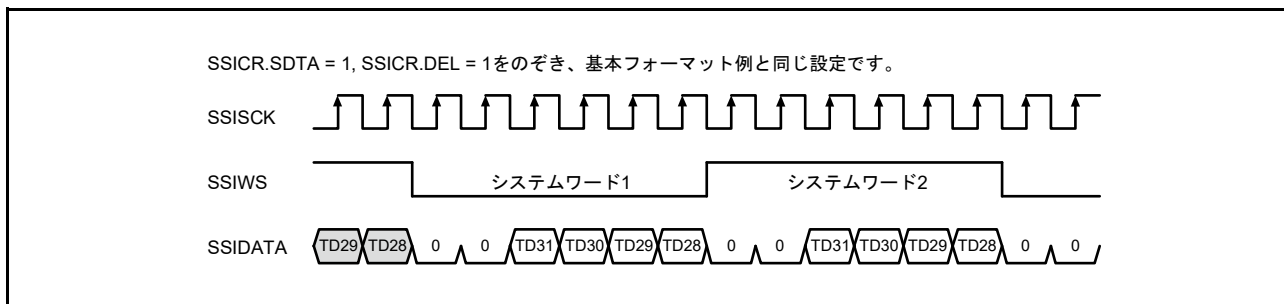 SSICR.SDTA = 1, SSICR.DEL = 1をのぞき、基本フォーマット例と同じ設定です。
SSISCK
SSIWS システムワード1 システムワード2
SSIDATA TD29 TD28 0 0 TD31 TD30 TD29 TD28 0 0 TD31 TD30 TD29 TD28 0 0